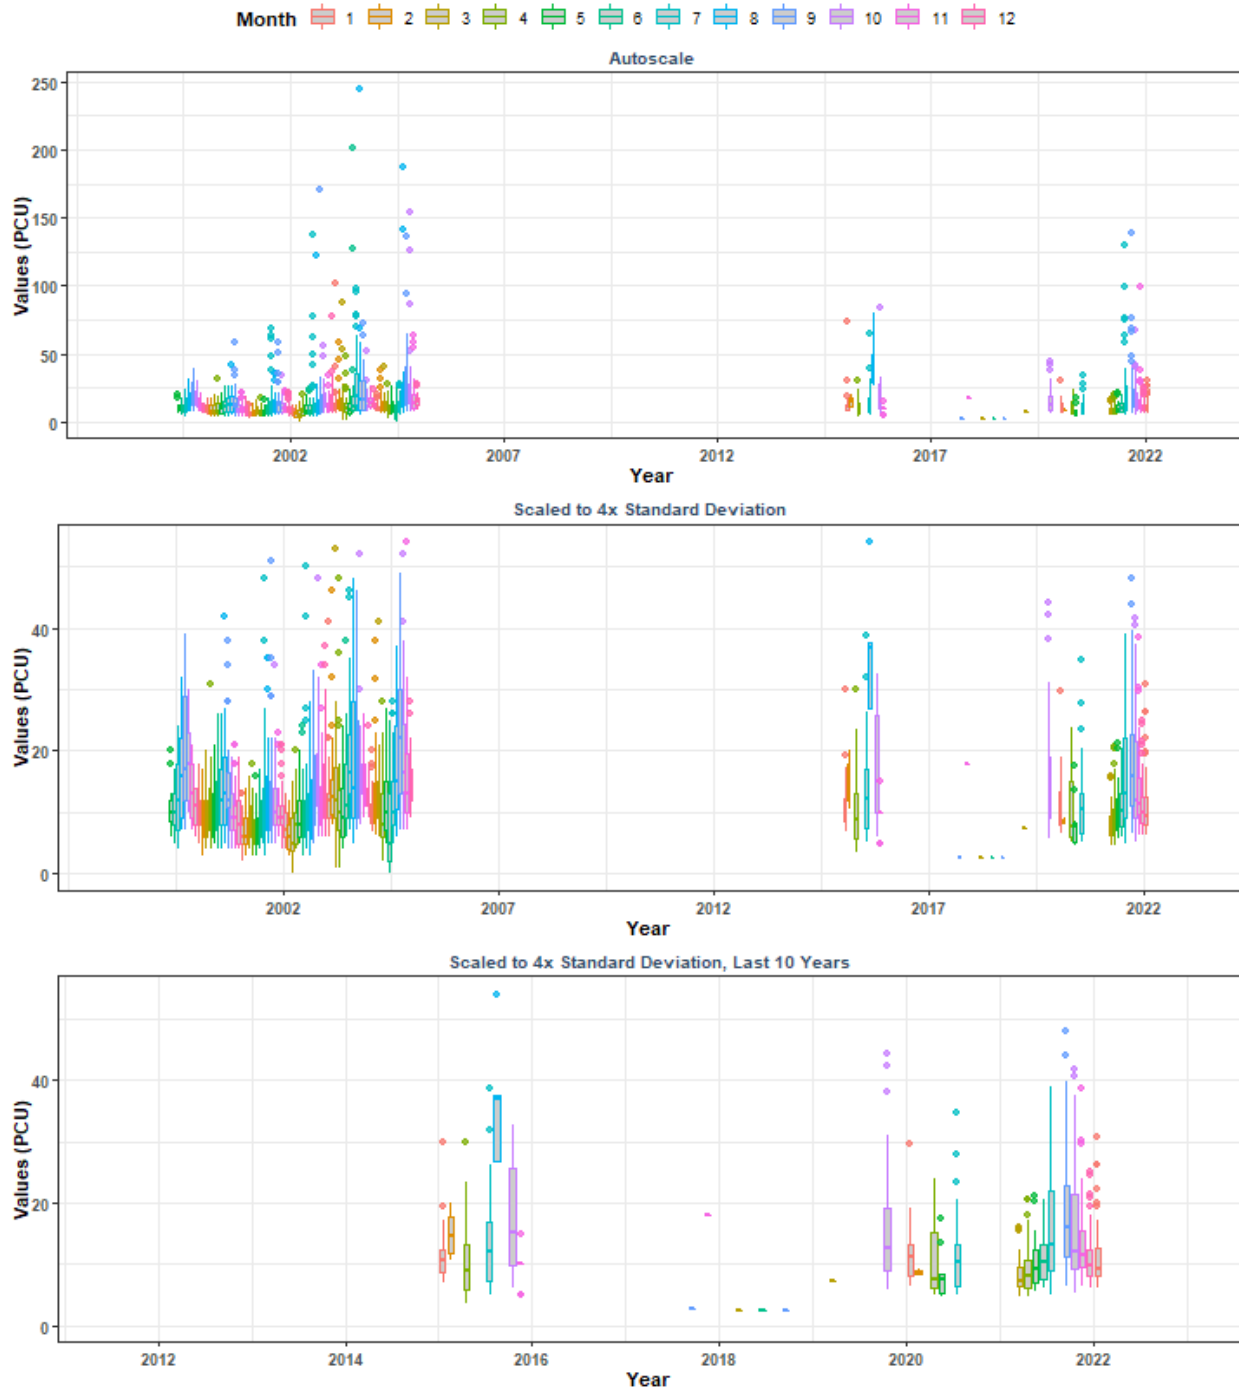 Month 1 2 3 4 5 6 7 8 9 10 11 12
Autoscale
Values (PCU)
250
200
150
100
50
0
2002 2007 2012 2017 2022
Year
Scaled to 4x Standard Deviation
Values (PCU)
40
20
0
2002 2007 2012 2017 2022
Year
Scaled to 4x Standard Deviation, Last 10 Years
Values (PCU)
40
20
0
2012 2014 2016 2018 2020 2022
Year